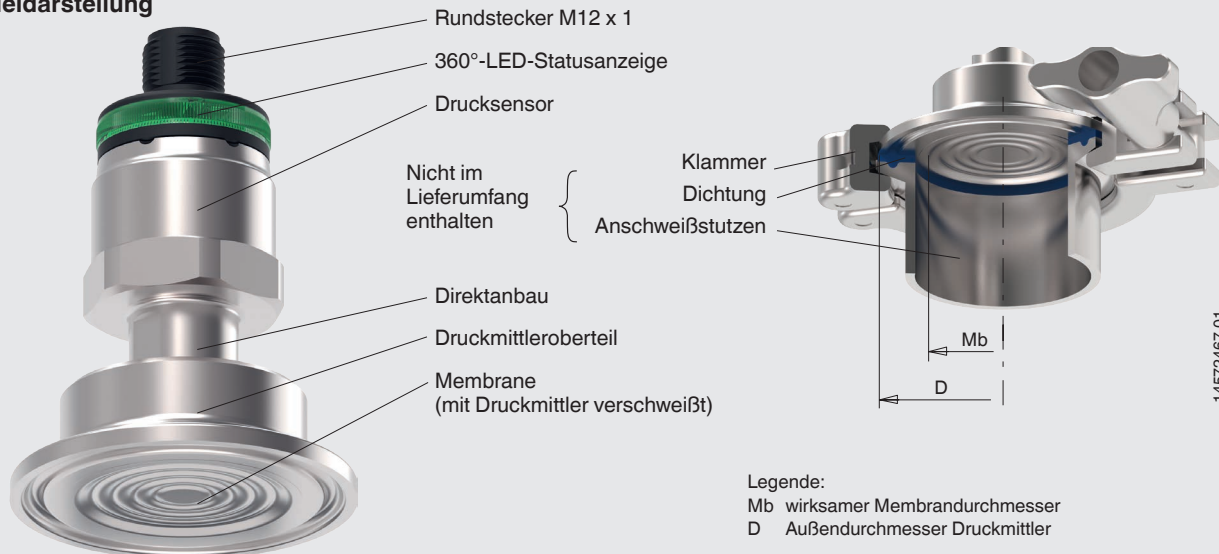 Rundstecker M12 x 1
360°-LED-Statusanzeige
Drucksensor
Nicht im
Lieferumfang
enthalten
Klammer
Dichtung
Anschweißstutzen
Direktanbau
Druckmittleroberteil
Membrane
(mit Druckmittler verschweißt)
Mb
D
Legende:
Mb wirksamer Membrandurchmesser
D Außendurchmesser Druckmittler